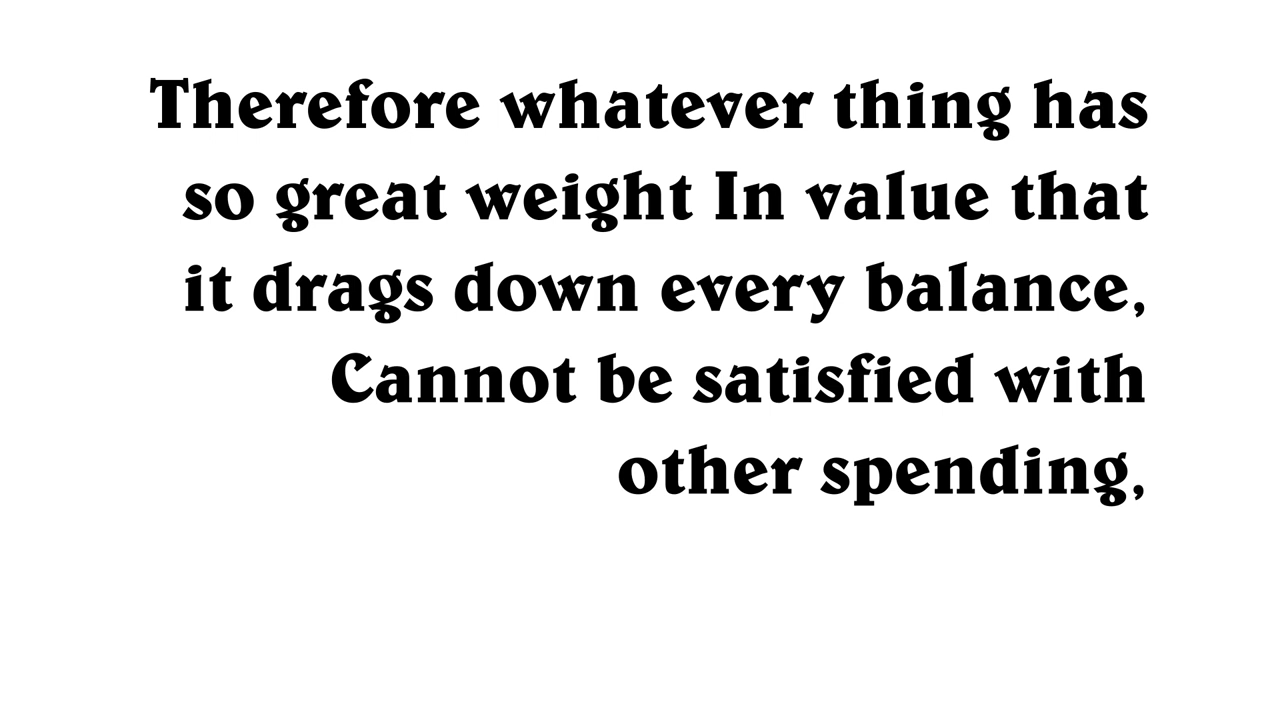 Therefore whatever thing has
so great weight In value that
it drags down every balance,
Cannot be satisfied with
other spending,